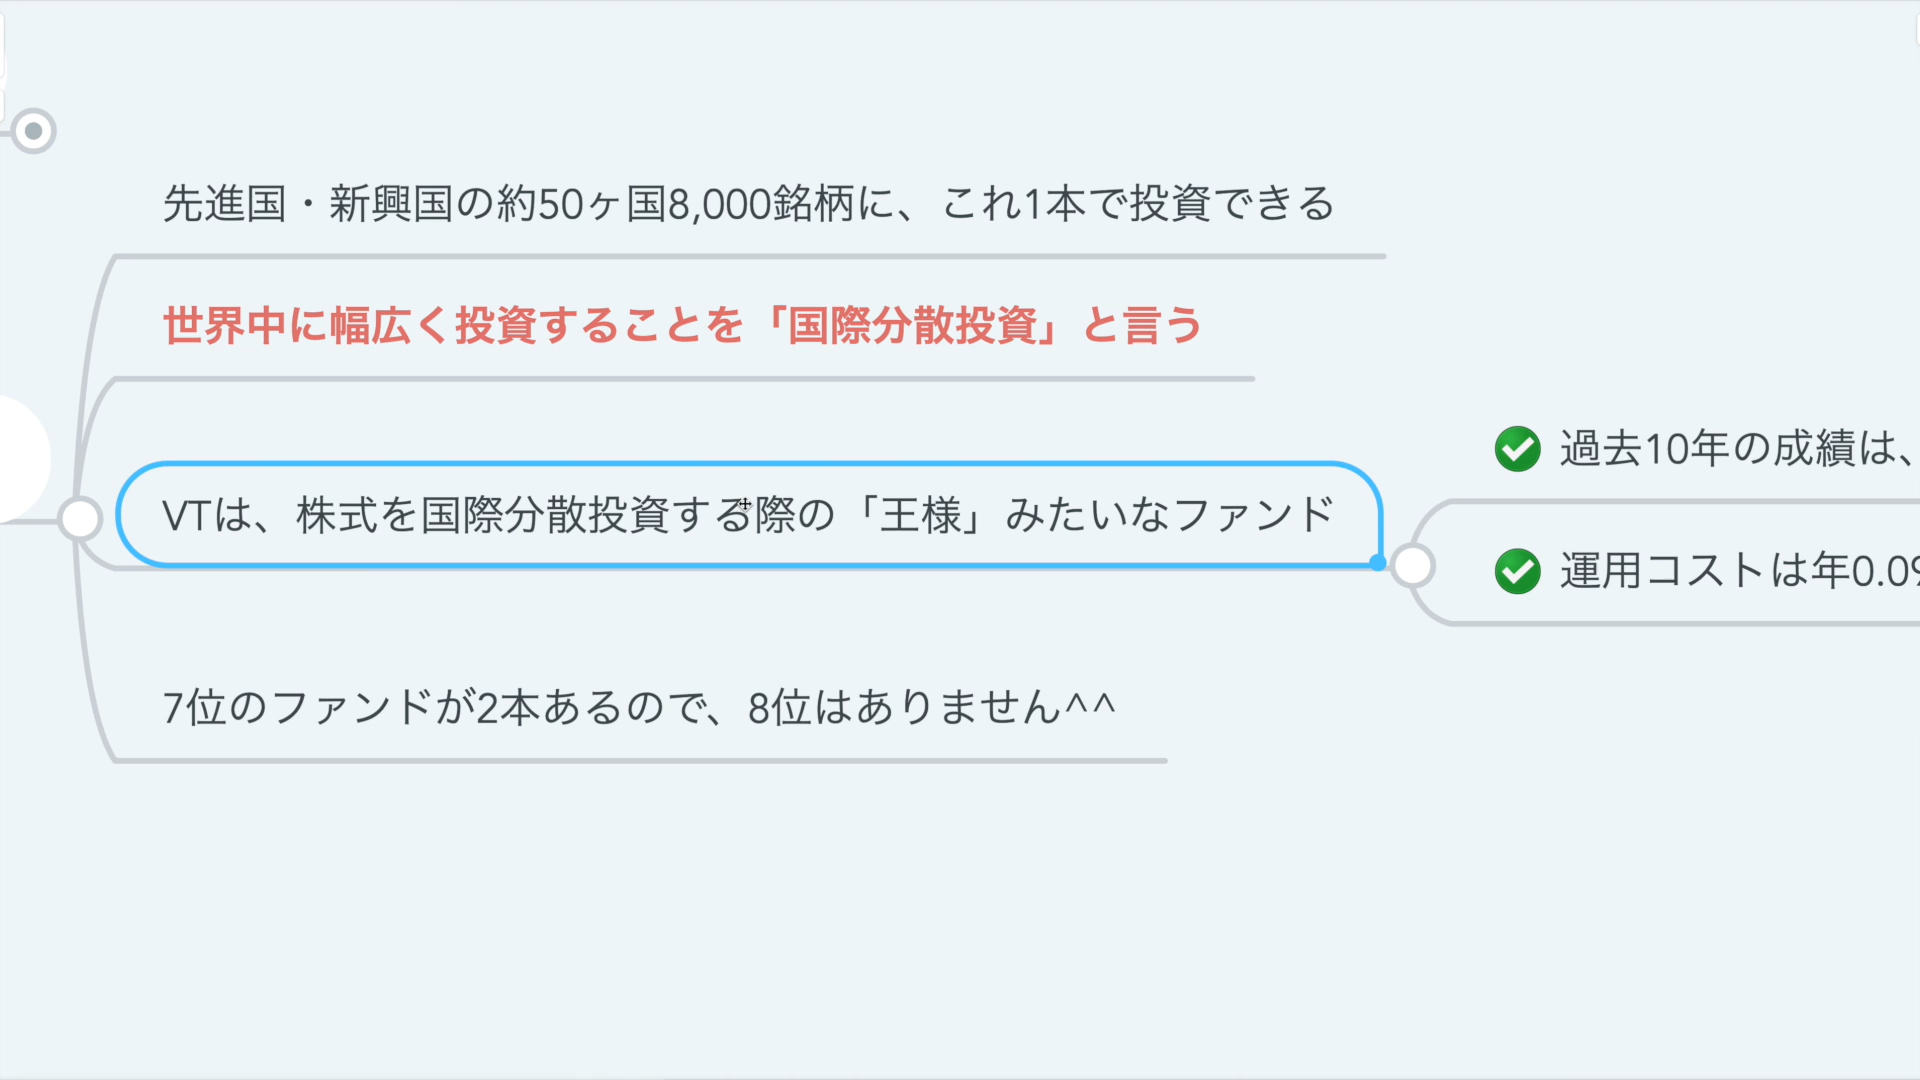 先進国・新興国の約50ヶ国8,000銘柄に、これ1本で投資できる
世界中に幅広く投資することを「国際分散投資」と言う
VTは、株式を国際分散投資する際の「王様」みたいなファンド
過去10年の成績は、
運用コストは年0.09
7位のファンドが2本あるので、8位はありません^^